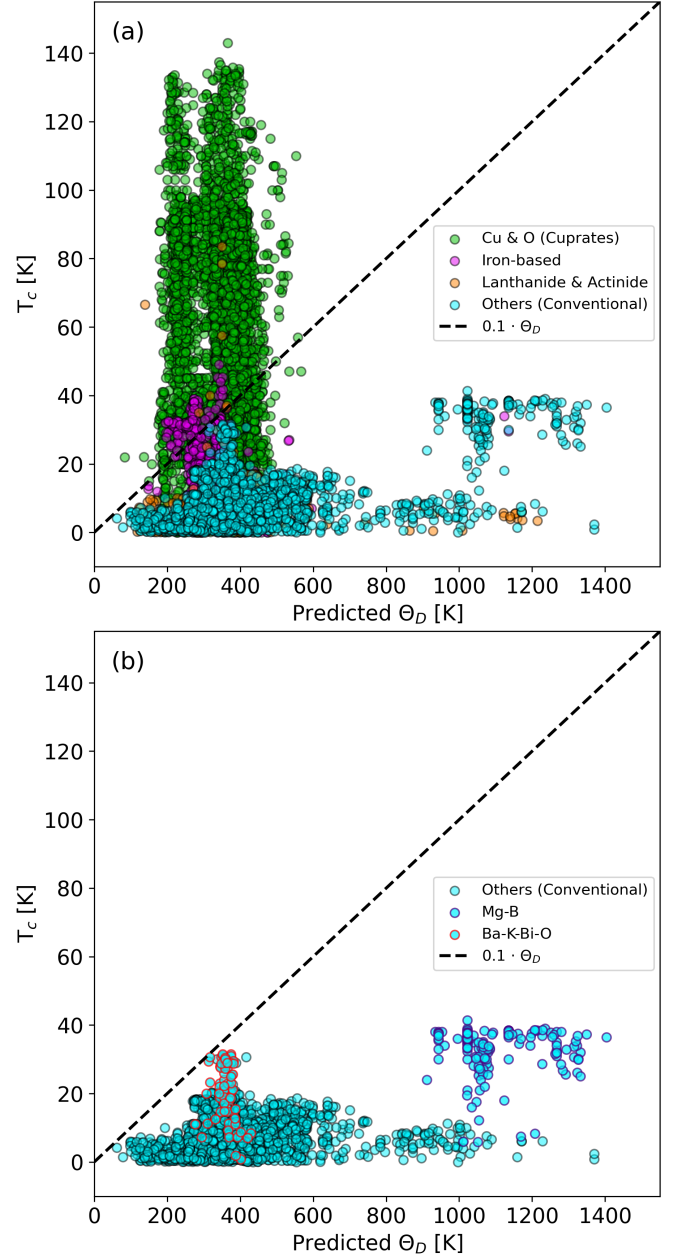 (a)
140
120
100
80
60
40
20
0
T_c [K]
Cu & O (Cuprates)
Iron-based
Lanthanide & Actinide
Others (Conventional)
0.1 · Θ_D
0 200 400 600 800 1000 1200 1400
Predicted Θ_D [K]
(b)
140
120
100
80
60
40
20
0
T_c [K]
Others (Conventional)
Mg-B
Ba-K-Bi-O
0.1 · Θ_D
0 200 400 600 800 1000 1200 1400
Predicted Θ_D [K]